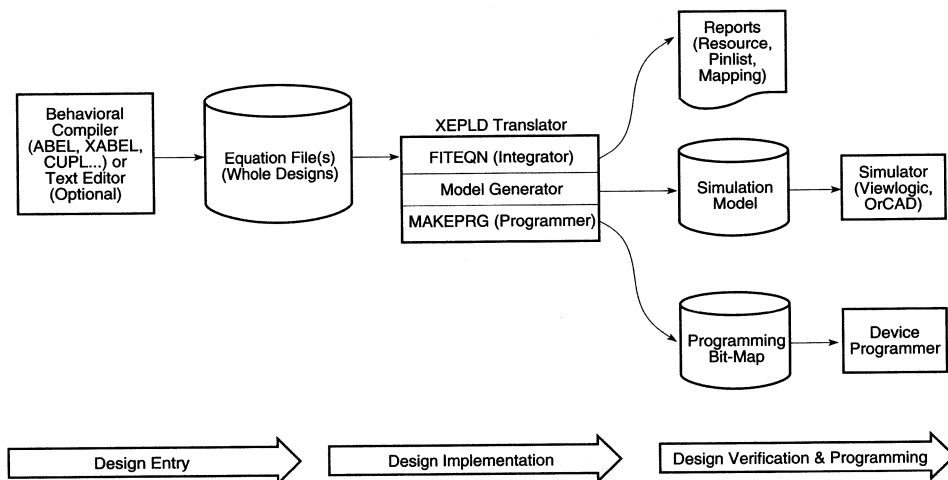 Behavioral
Compiler
(ABEL, XABEL,
CUPL...) or
Text Editor
(Optional)
Equation File(s)
(Whole Designs)
XEPLD Translator
FITEQN (Integrator)
Model Generator
MAKEPRG (Programmer)
Reports
(Resource,
Pinlist,
Mapping)
Simulation
Model
Simulator
(Viewlogic,
OrCAD)
Programming
Bit-Map
Device
Programmer
Design Entry
Design Implementation
Design Verification & Programming